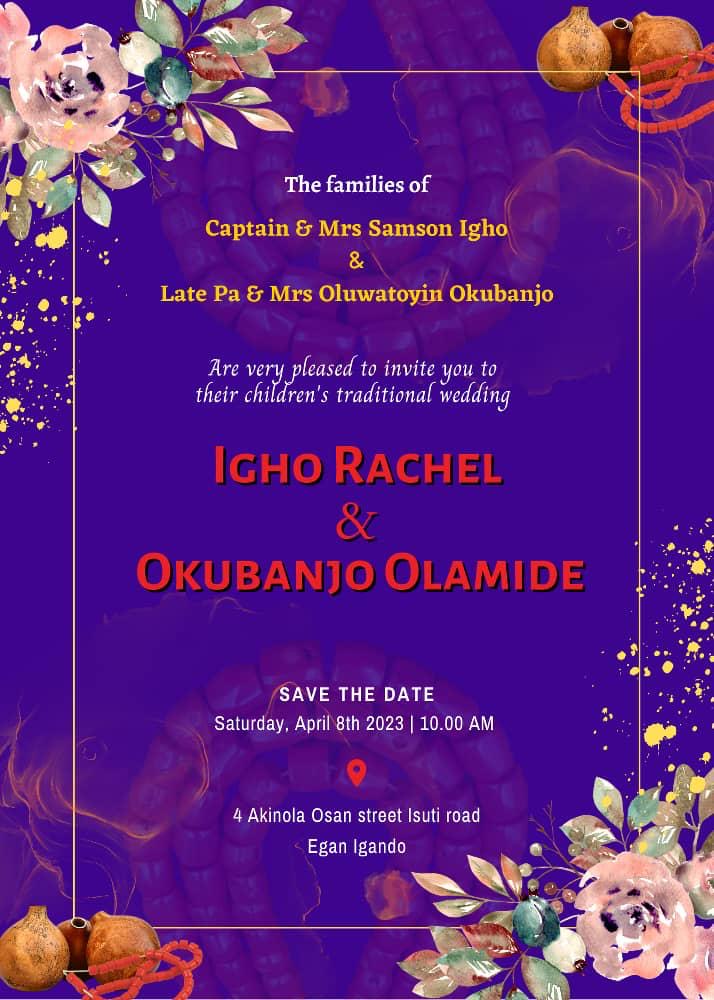 The families of
Captain & Mrs Samson Igho
&
Late Pa & Mrs Oluwatoyin Okubanjo
Are very pleased to invite you to
their children's traditional wedding
Igho Rachel
&
Okubanjo Olamide
SAVE THE DATE
Saturday, April 8th 2023 | 10.00 AM
4 Akinola Osan street Isuti road
Egan Igando